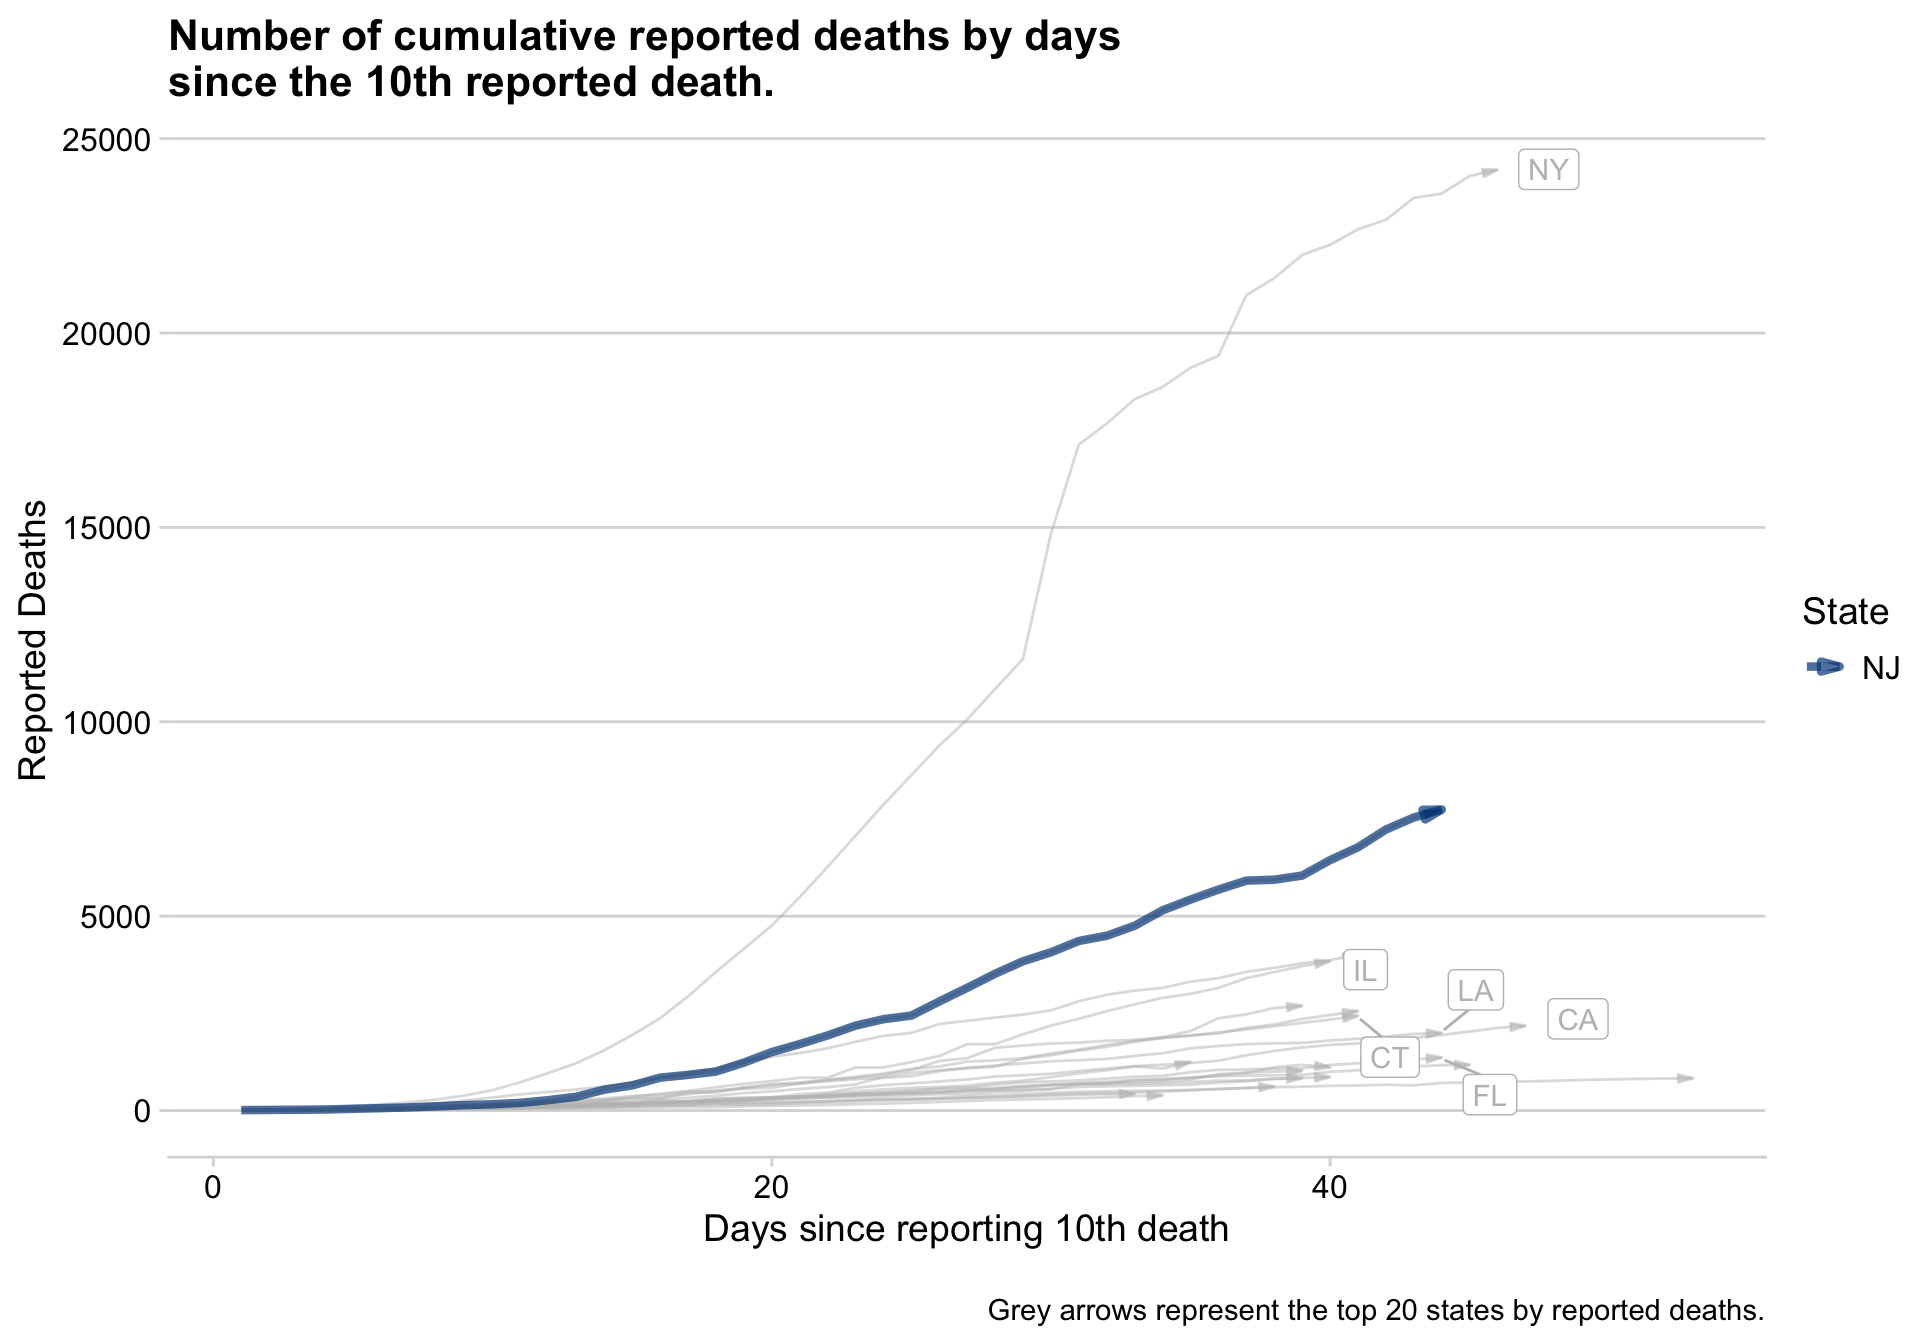 Number of cumulative reported deaths by days
since the 10th reported death.
25000
20000
15000
10000
5000
0
Reported Deaths
NY
IL
LA
CA
CT
FL
State
NJ
0 20 40
Days since reporting 10th death
Grey arrows represent the top 20 states by reported deaths.